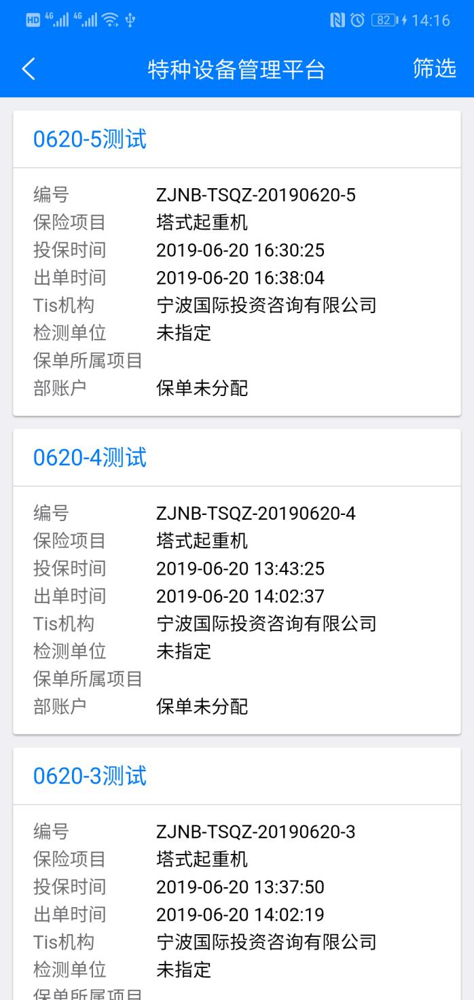 HD 4G 4G 82 14:16
特种设备管理平台 筛选
0620-5测试
编号 ZJNB-TSQZ-20190620-5
保险项目 塔式起重机
投保时间 2019-06-20 16:30:25
出单时间 2019-06-20 16:38:04
Tis机构 宁波国际投资咨询有限公司
检测单位 未指定
保单所属项目
部账户 保单未分配
0620-4测试
编号 ZJNB-TSQZ-20190620-4
保险项目 塔式起重机
投保时间 2019-06-20 13:43:25
出单时间 2019-06-20 14:02:37
Tis机构 宁波国际投资咨询有限公司
检测单位 未指定
保单所属项目
部账户 保单未分配
0620-3测试
编号 ZJNB-TSQZ-20190620-3
保险项目 塔式起重机
投保时间 2019-06-20 13:37:50
出单时间 2019-06-20 14:02:19
Tis机构 宁波国际投资咨询有限公司
检测单位 未指定
保单所属项目